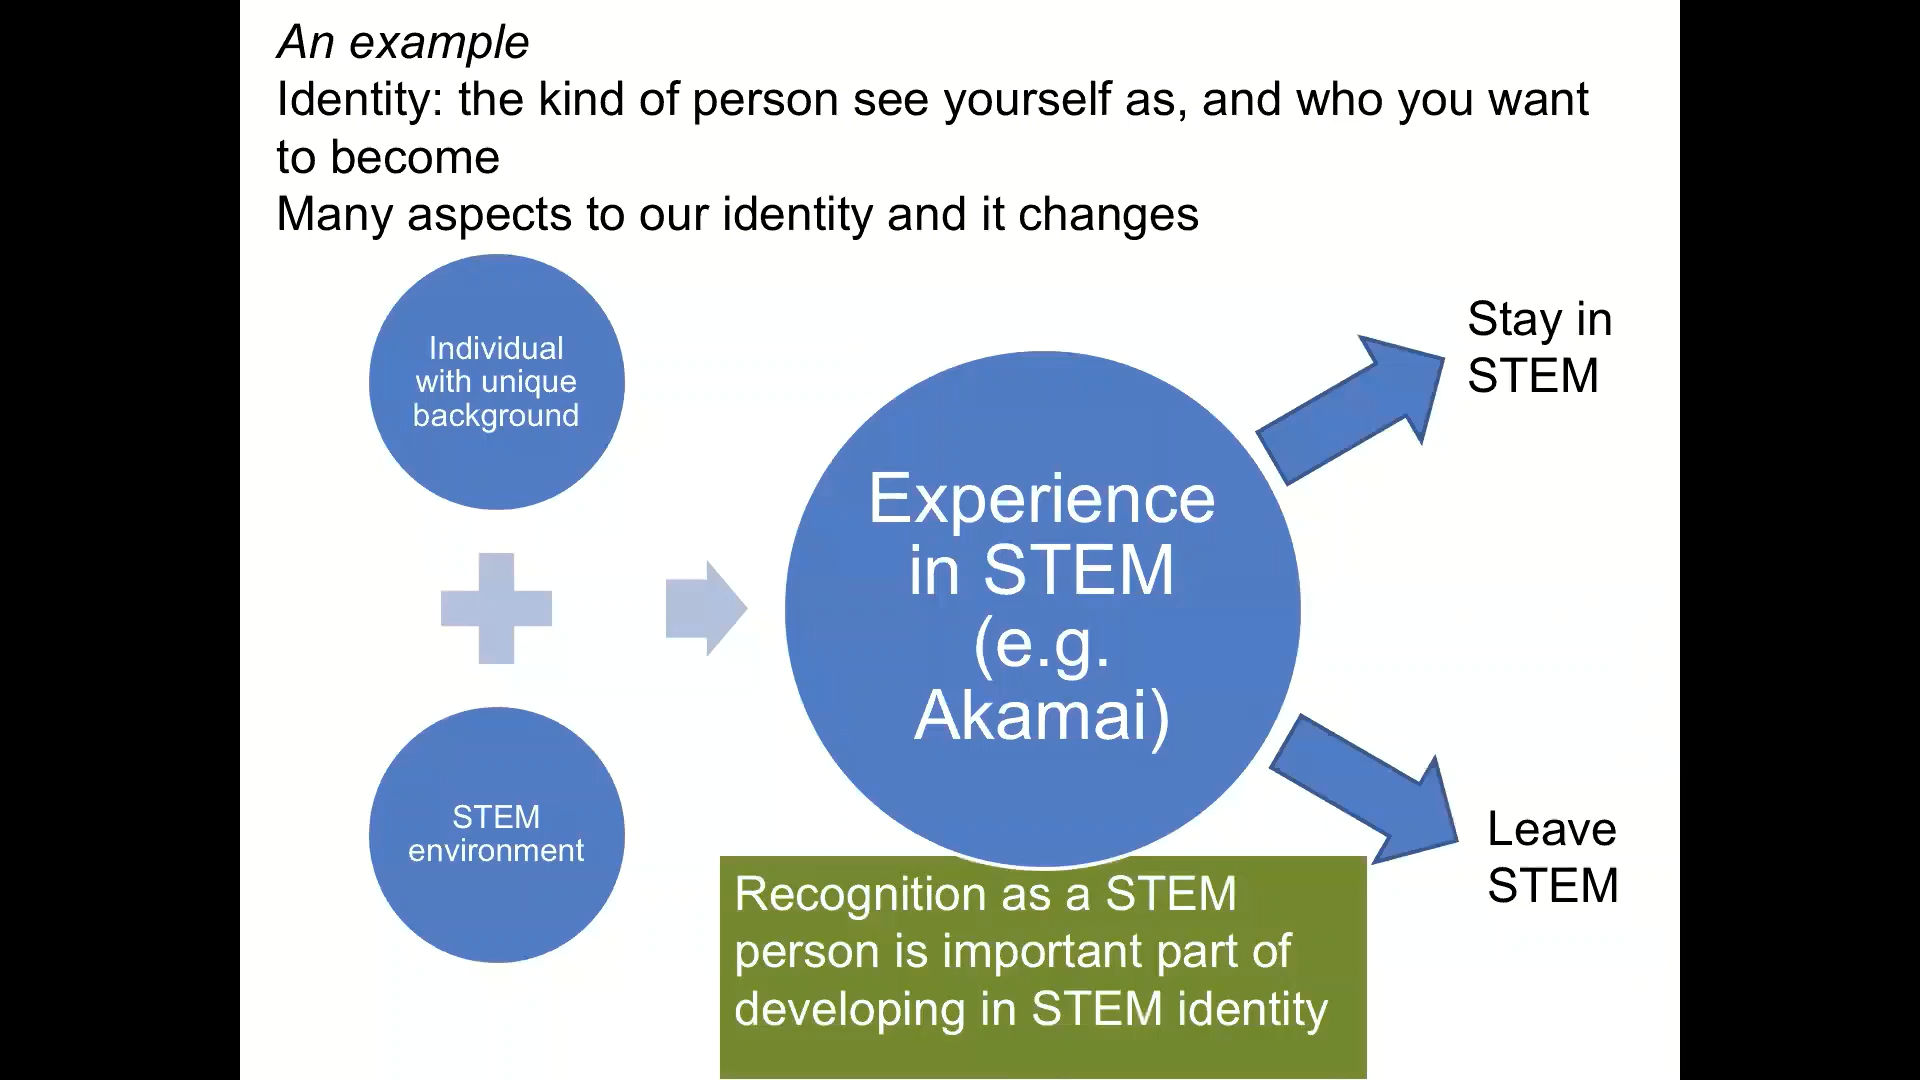 An example
Identity: the kind of person see yourself as, and who you want
to become
Many aspects to our identity and it changes
Individual
with unique
background
STEM
environment
Experience
in STEM
(e.g.
Akamai)
Stay in
STEM
Leave
STEM
Recognition as a STEM
person is important part of
developing in STEM identity